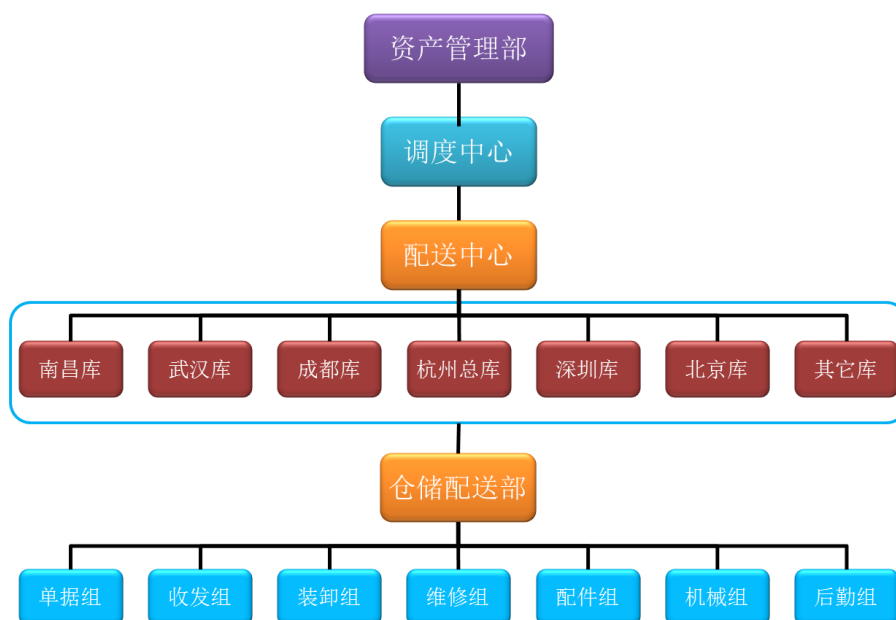 资产管理部
调度中心
配送中心
南昌库
武汉库
成都库
杭州总库
深圳库
北京库
其它库
仓储配送部
单据组
收发组
装卸组
维修组
配件组
机械组
后勤组